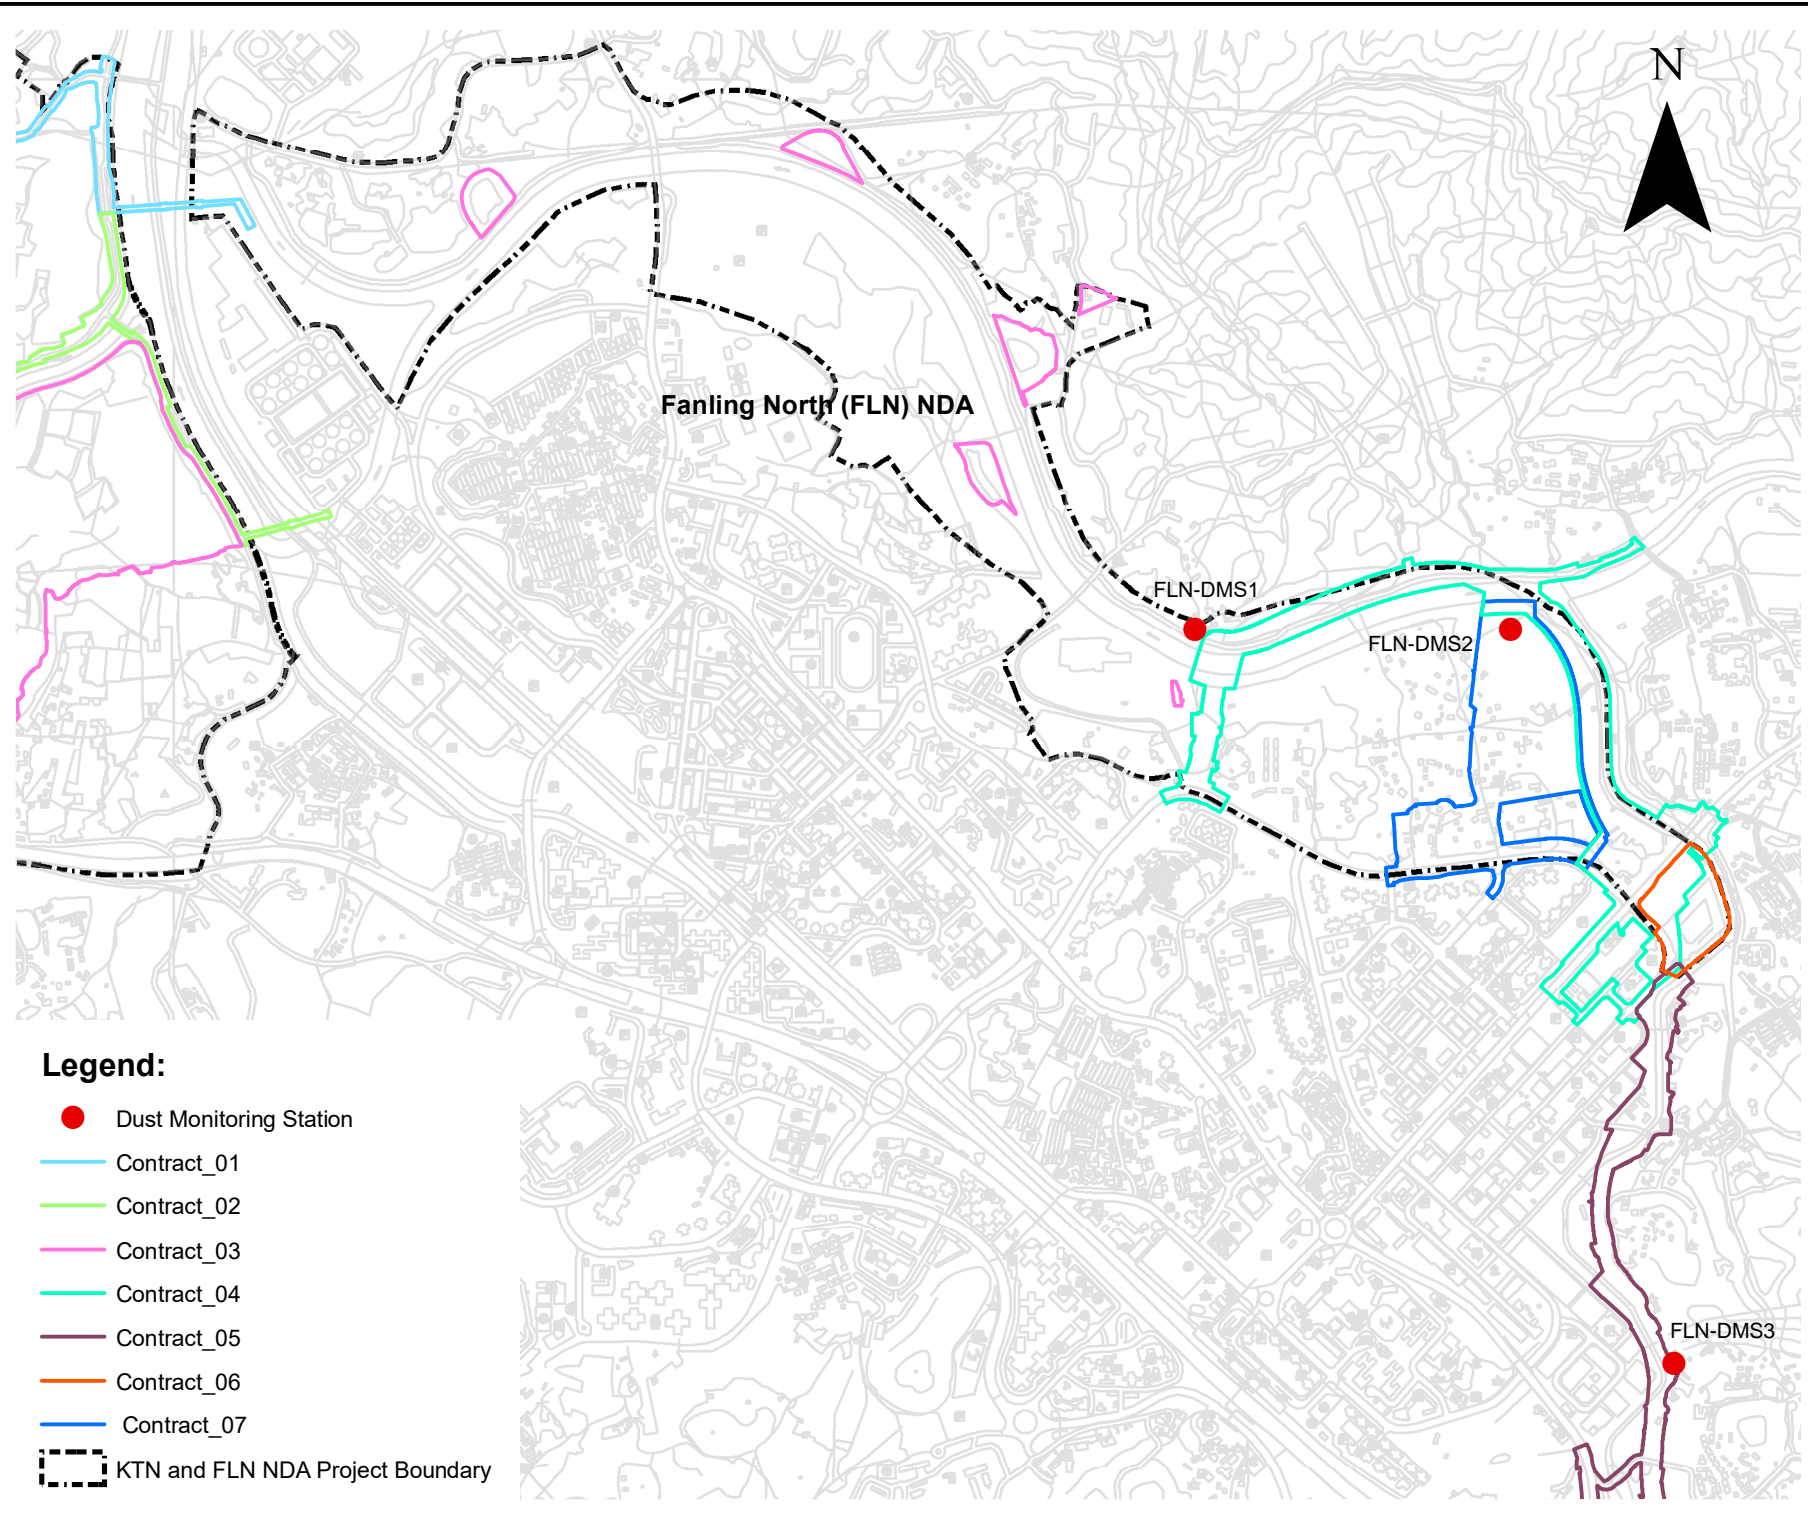 N
Fanling North (FLN) NDA
FLN-DMS1
FLN-DMS2
FLN-DMS3
Legend:
Dust Monitoring Station
Contract_01
Contract_02
Contract_03
Contract_04
Contract_05
Contract_06
Contract_07
KTN and FLN NDA Project Boundary